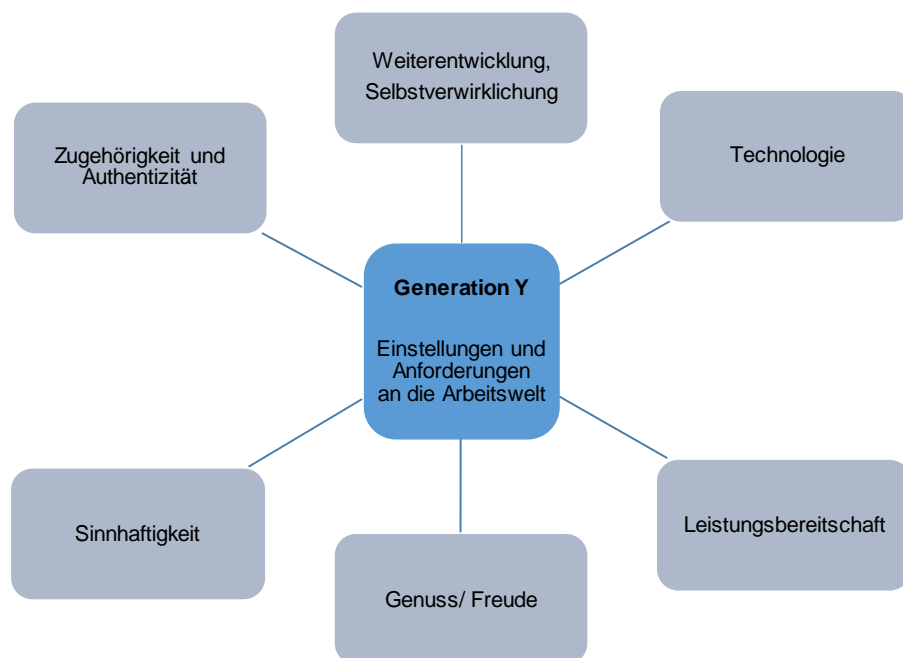 Weiterentwicklung,
Selbstverwirklichung
Zugehörigkeit und
Authentizität
Technologie
Generation Y
Einstellungen und
Anforderungen
an die Arbeitswelt
Sinnhaftigkeit
Leistungsbereitschaft
Genuss/ Freude